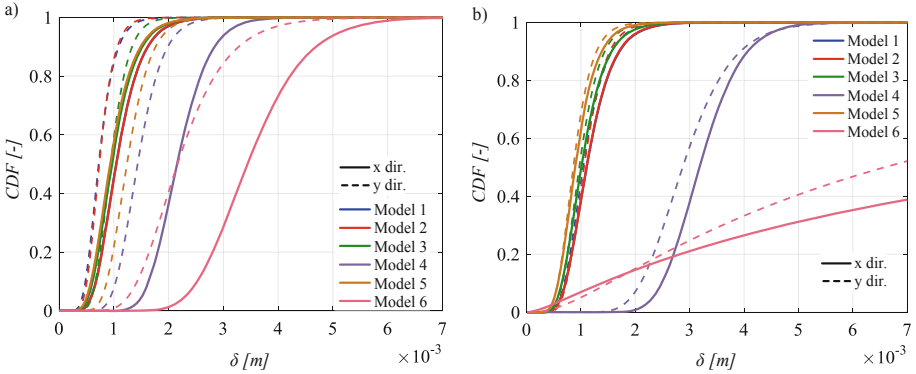 a)
CDF [-]
1
0.8
0.6
0.4
0.2
0
x dir.
y dir.
Model 1
Model 2
Model 3
Model 4
Model 5
Model 6
0 1 2 3 4 5 6 7
δ [m]
×10⁻³
b)
CDF [-]
1
0.8
0.6
0.4
0.2
0
Model 1
Model 2
Model 3
Model 4
Model 5
Model 6
x dir.
y dir.
0 1 2 3 4 5 6 7
δ [m]
×10⁻³